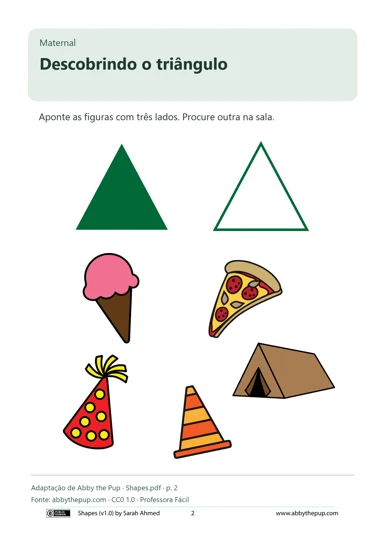 Maternal
Descobrindo o triângulo
Aponte as figuras com três lados. Procure outra na sala.
Adaptação de Abby the Pup · Shapes.pdf · p. 2
Fonte: abbythepup.com · CC0 1.0 · Professora Fácil
Shapes (v1.0) by Sarah Ahmed 2 www.abbythepup.com